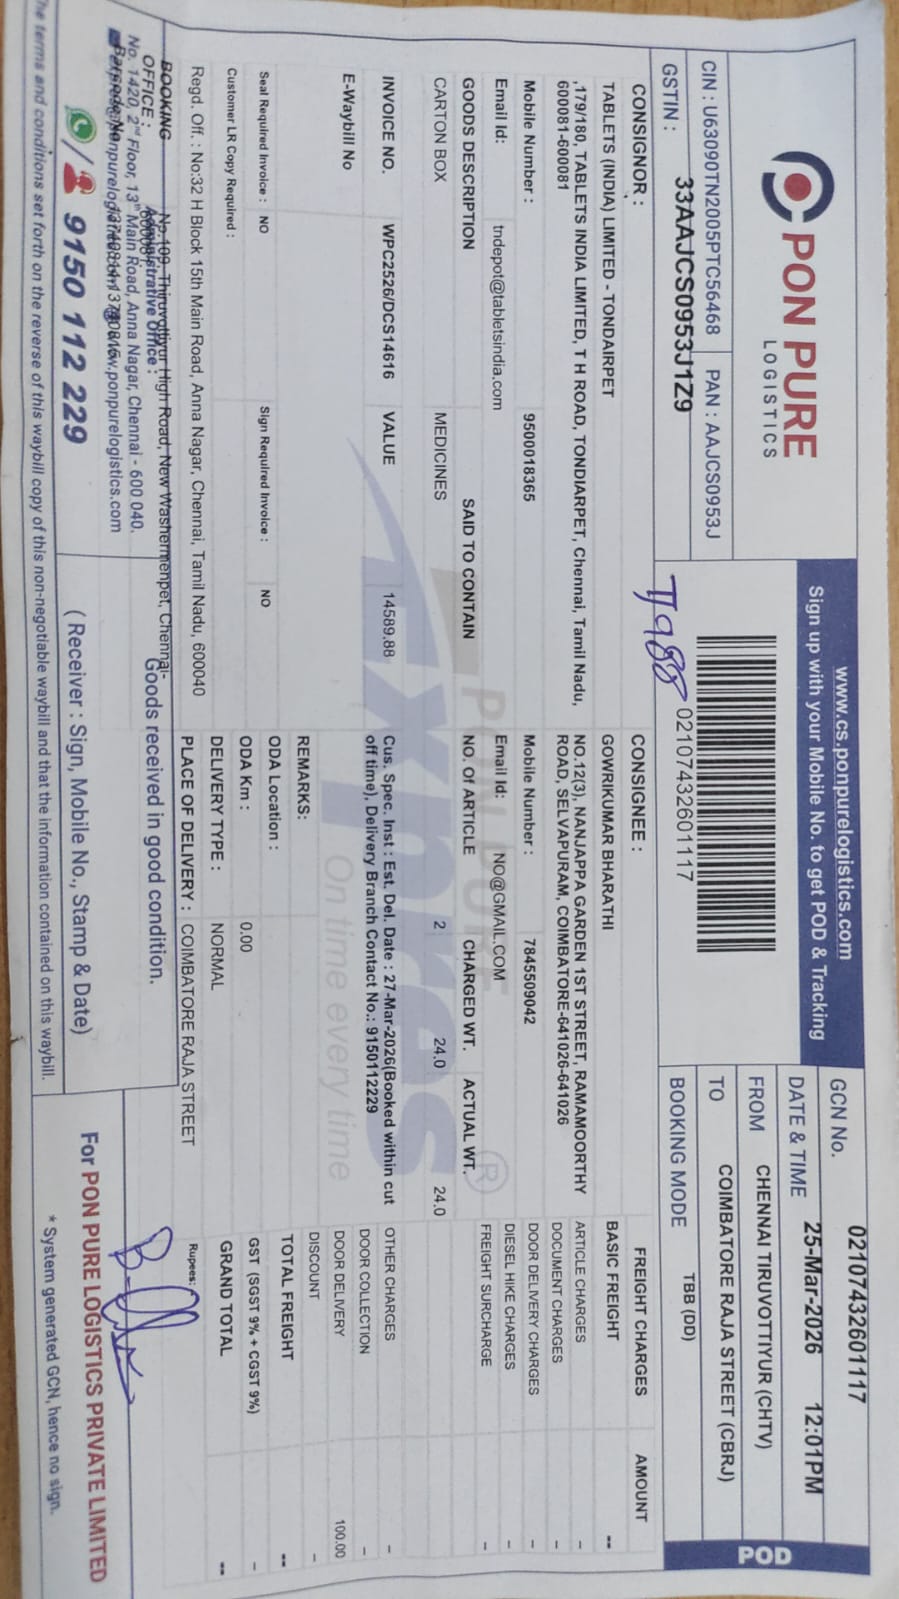 PON PURE
LOGISTICS
CIN : U63090TN2005PTC56468 PAN : AAJCS0953J
GSTIN : 33AAJCS0953J1Z9
www.cs.ponpurelogistics.com
Sign up with your Mobile No. to get POD & Tracking
02107432601117
GCN No. 02107432601117
DATE & TIME 25-Mar-2026 12:01PM
FROM CHENNAI TIRUVOTTIYUR (CHTV)
TO COIMBATORE RAJA STREET (CBRJ)
BOOKING MODE TBB (DD)
POD
CONSIGNOR :
TABLETS (INDIA) LIMITED - TONDAIRPET
,179/180, TABLETS INDIA LIMITED, T H ROAD, TONDIARPET, Chennai, Tamil Nadu,
600081-600081
Mobile Number : 9500018365
Email Id: tndepot@tabletsindia.com
CONSIGNEE :
GOWRIKUMAR BHARATHI
NO.12(3), NANJAPPA GARDEN 1ST STREET, RAMAMOORTHY
ROAD, SELVAPURAM, COIMBATORE-641026-641026
Mobile Number : 7845509042
Email Id: NO@GMAIL.COM
GOODS DESCRIPTION SAID TO CONTAIN NO. Of ARTICLE 2 CHARGED WT. ACTUAL WT.
CARTON BOX MEDICINES 24.0 24.0
INVOICE NO. WPC2526/DCS14616 VALUE 14589.88
E-Waybill No
Cus. Spec. Inst : Est. Del. Date : 27-Mar-2026(Booked within cut
off time), Delivery Branch Contact No.: 9150112229
REMARKS:
Seal Required Invoice : NO Sign Required Invoice : NO
Customer LR Copy Required :
ODA Location :
ODA Km : 0.00
DELIVERY TYPE : NORMAL
PLACE OF DELIVERY : COIMBATORE RAJA STREET
FREIGHT CHARGES AMOUNT
BASIC FREIGHT --
ARTICLE CHARGES -
DOCUMENT CHARGES -
DOOR DELIVERY CHARGES -
DIESEL HIKE CHARGES -
FREIGHT SURCHARGE -
OTHER CHARGES -
DOOR COLLECTION -
DOOR DELIVERY 100.00
DISCOUNT -
TOTAL FREIGHT --
GST (SGST 9% + CGST 9%) -
GRAND TOTAL --
Rupees:
PON PURE
Express ®
On time every time
Regd. Off. : No:32 H Block 15th Main Road, Anna Nagar, Chennai, Tamil Nadu, 600040
BOOKING No.109, Thiruvottiyur High Road, New Washermenpet, Chennai-
OFFICE : Administrative Office :
No. 1420, 2nd Floor, 13th Main Road, Anna Nagar, Chennai - 600 040.
9150 112 229
Goods received in good condition.
( Receiver : Sign, Mobile No., Stamp & Date)
For PON PURE LOGISTICS PRIVATE LIMITED
* System generated GCN, hence no sign.
terms and conditions set forth on the reverse of this waybill copy of this non-negotiable waybill and that the information contained on this waybill.